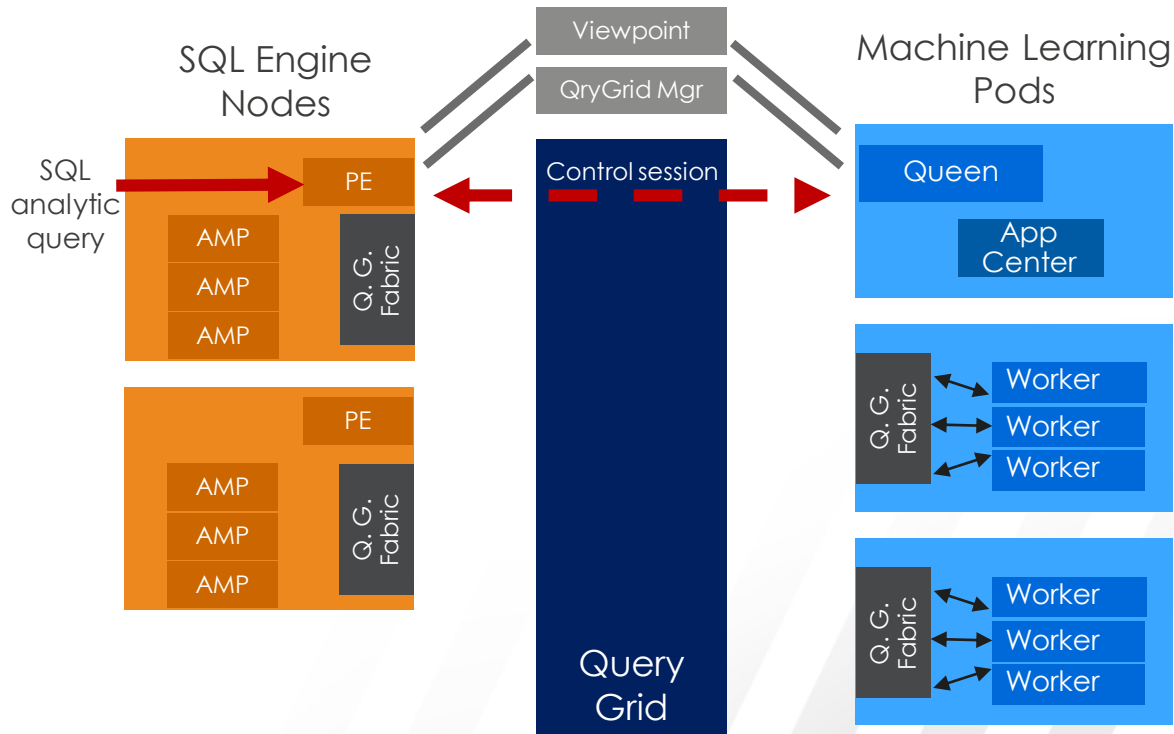 Viewpoint
QryGrid Mgr
SQL Engine
Nodes
Machine Learning
Pods
SQL
analytic
query
PE
AMP
AMP
AMP
Q. G.
Fabric
PE
AMP
AMP
AMP
Q. G.
Fabric
Control session
Query
Grid
Queen
App
Center
Q. G.
Fabric
Worker
Worker
Worker
Q. G.
Fabric
Worker
Worker
Worker